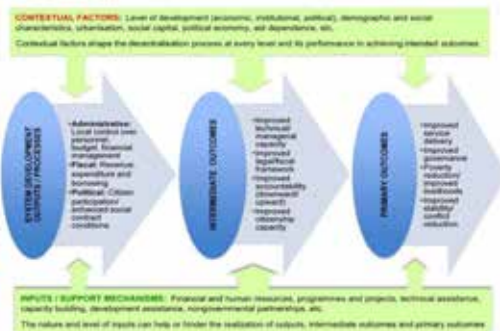 CONTEXTUAL FACTORS: Level of development (economic, institutional, political), demographic and social
characteristics, urbanisation, social capital, political economy, aid dependence, etc.
Contextual factors shape the decentralisation process at every level and its performance in achieving intended outcomes
SYSTEM DEVELOPMENT
OUTPUTS / PROCESSES
•Administrative:
Local control over
personnel,
budget, financial
management
•Fiscal: Revenue,
expenditure and
borrowing
•Political: Citizen
participation/
enhanced social
contract
conditions
INTERMEDIATE OUTCOMES
•Improved
technical/
managerial
capacity
•Improved
legal/fiscal
framework
•Improved
accountability
(downward/
upward)
•Improved
citizenship
capacity
PRIMARY OUTCOMES
•Improved
service
delivery
•Improved
governance
•Poverty
reduction/
improved
livelihoods
•Improved
stability/
conflict
reduction
INPUTS / SUPPORT MECHANISMS: Financial and human resources, programmes and projects, technical assistance,
capacity building, development assistance, nongovernmental partnerships, etc.
The nature and level of inputs can help or hinder the realization of outputs, intermediate outcomes and primary outcomes